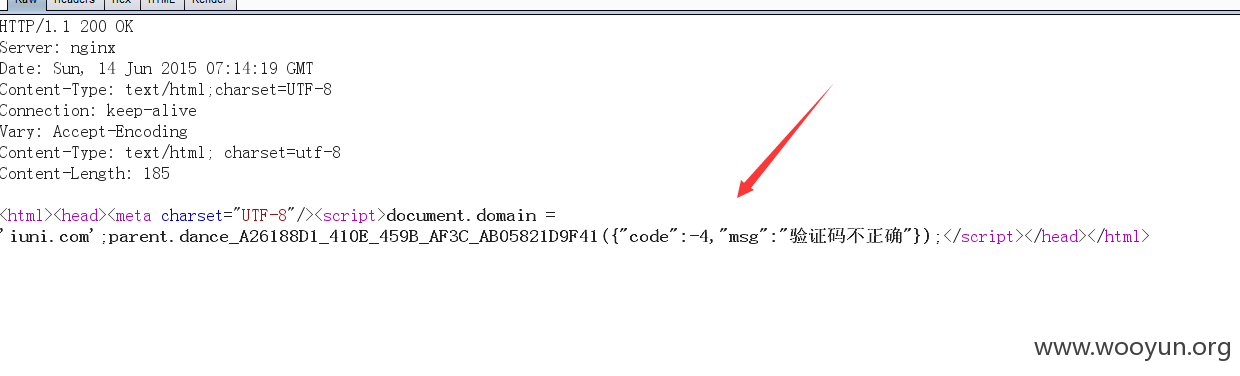 Raw Headers Hex HTML Render
HTTP/1.1 200 OK
Server: nginx
Date: Sun, 14 Jun 2015 07:14:19 GMT
Content-Type: text/html;charset=UTF-8
Connection: keep-alive
Vary: Accept-Encoding
Content-Type: text/html; charset=utf-8
Content-Length: 185
<html><head><meta charset="UTF-8"/><script>document.domain =
'iuni.com';parent.dance_A26188D1_410E_459B_AF3C_AB05821D9F41({"code":-4,"msg":"验证码不正确"});</script></head></html>
www.wooyun.org